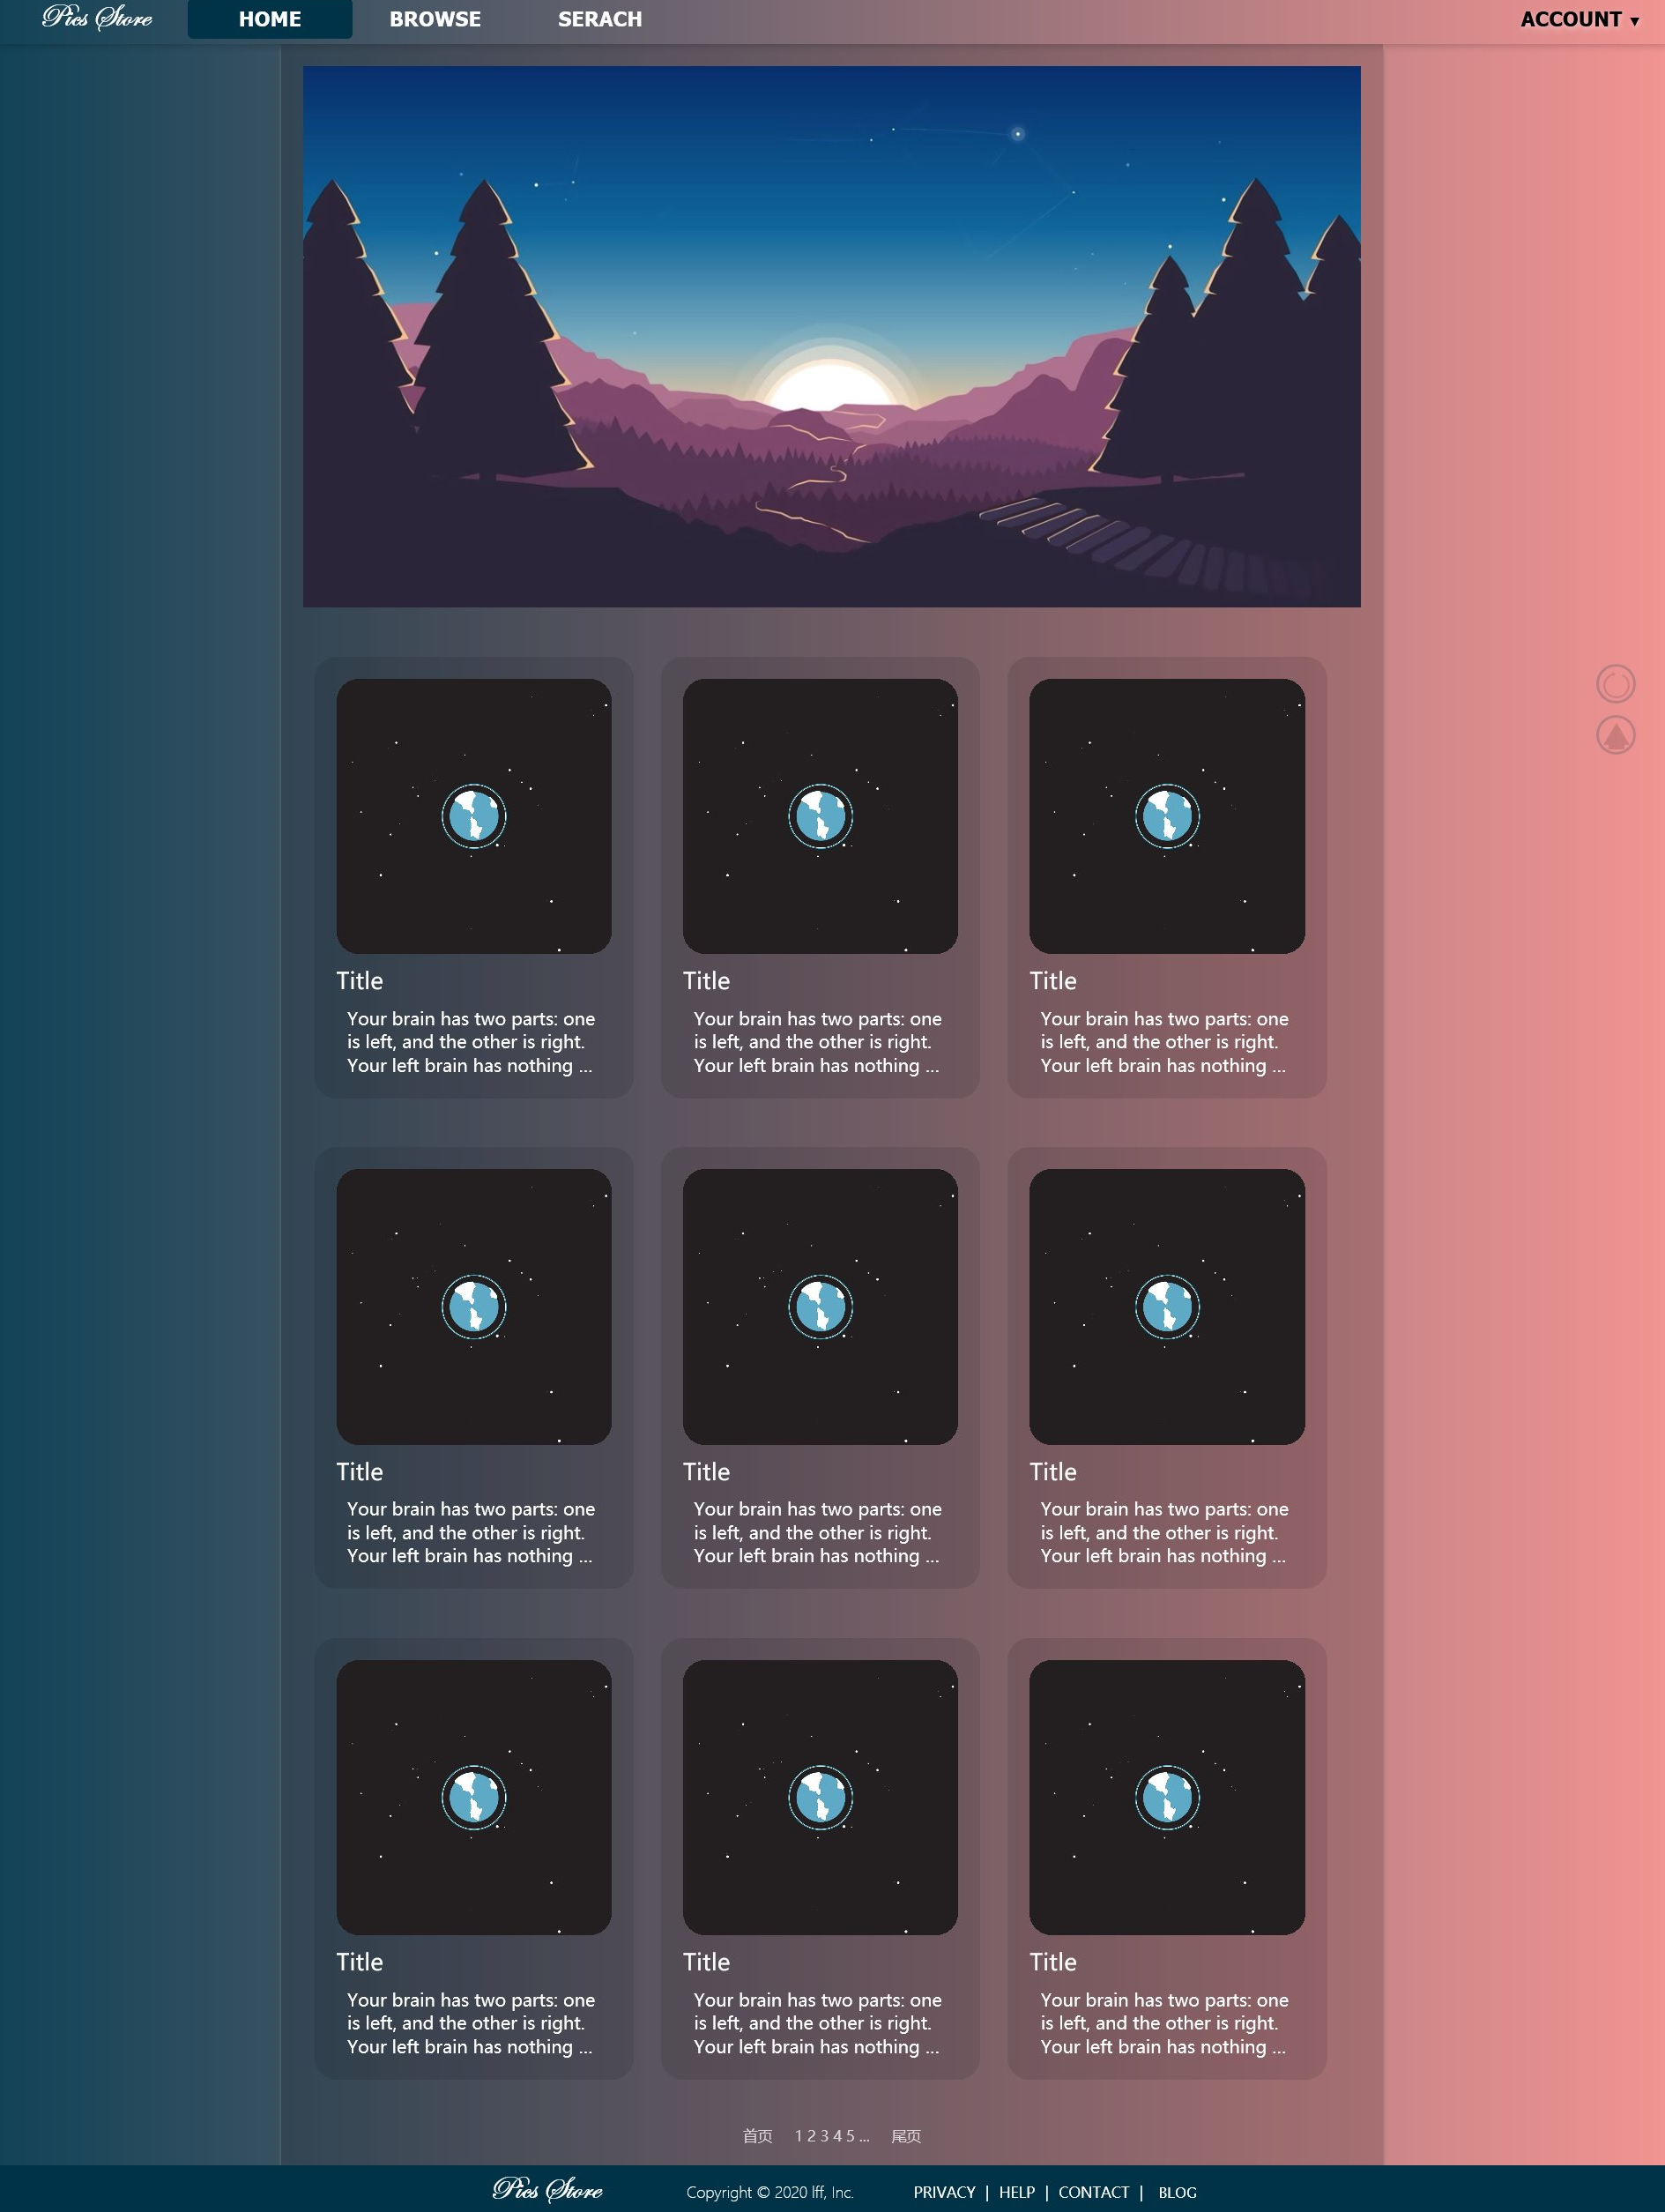 Pics Store HOME BROWSE SERACH ACCOUNT ▼
Title Title Title
Your brain has two parts: one Your brain has two parts: one Your brain has two parts: one
is left, and the other is right. is left, and the other is right. is left, and the other is right.
Your left brain has nothing ... Your left brain has nothing ... Your left brain has nothing ...
Title Title Title
Your brain has two parts: one Your brain has two parts: one Your brain has two parts: one
is left, and the other is right. is left, and the other is right. is left, and the other is right.
Your left brain has nothing ... Your left brain has nothing ... Your left brain has nothing ...
Title Title Title
Your brain has two parts: one Your brain has two parts: one Your brain has two parts: one
is left, and the other is right. is left, and the other is right. is left, and the other is right.
Your left brain has nothing ... Your left brain has nothing ... Your left brain has nothing ...
首页 1 2 3 4 5 ... 尾页
Pics Store Copyright © 2020 lff, Inc. PRIVACY | HELP | CONTACT | BLOG